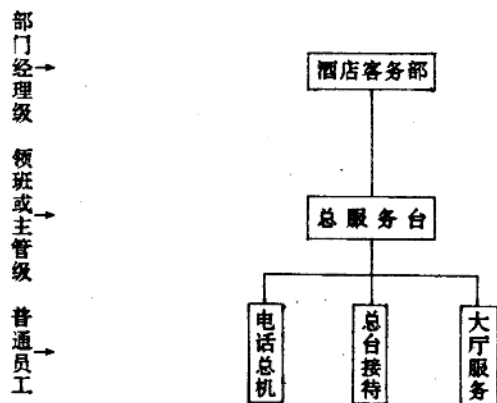 部门经理级
酒店客务部
领班或主管级
总服务台
普通员工
电话总机
总台接待
大厅服务